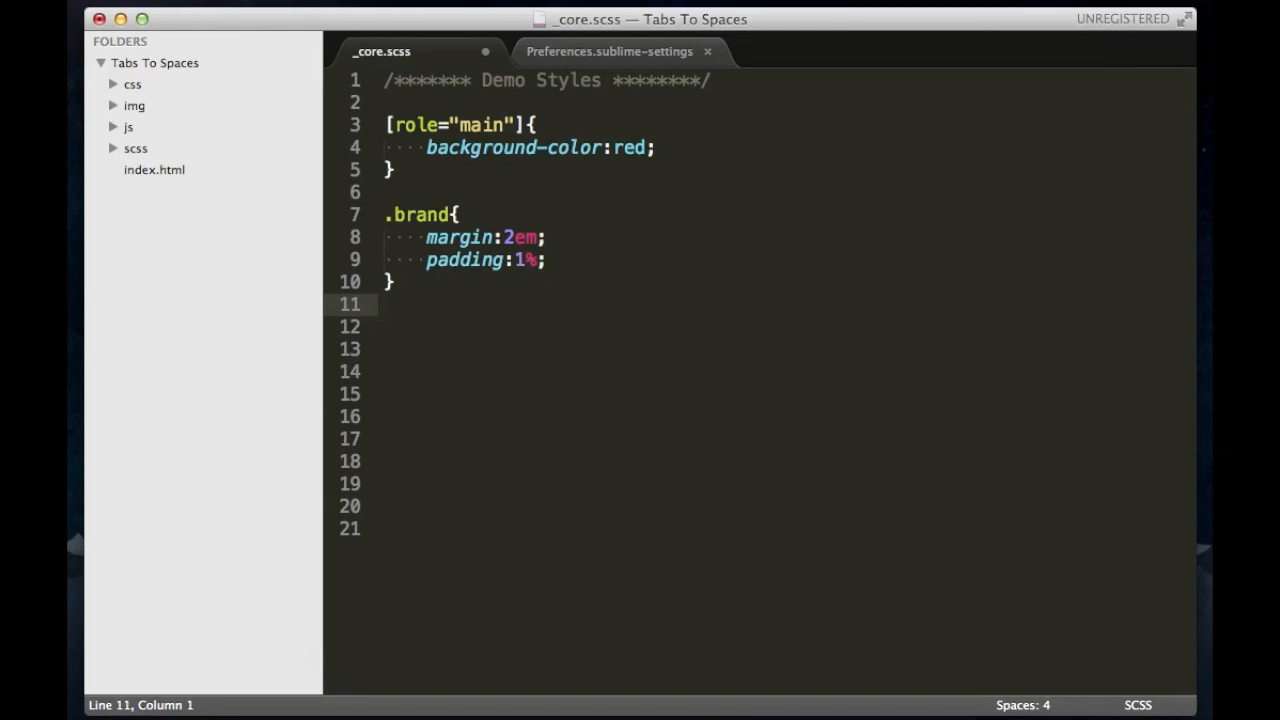 _core.scss — Tabs To Spaces
UNREGISTERED
FOLDERS
Tabs To Spaces
css
img
js
scss
index.html
_core.scss
Preferences.sublime-settings ×
1 /******* Demo Styles ********/
2
3 [role="main"]{
4 ····background-color:red;
5 }
6
7 .brand{
8 ····margin:2em;
9 ····padding:1%;
10 }
11
12
13
14
15
16
17
18
19
20
21
Line 11, Column 1
Spaces: 4
SCSS